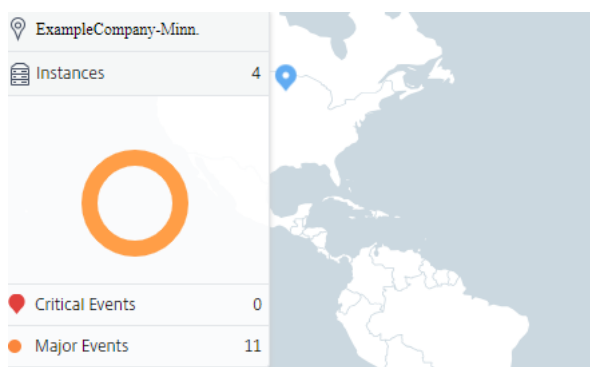 ExampleCompany-Minn.
Instances 4
Critical Events 0
Major Events 11